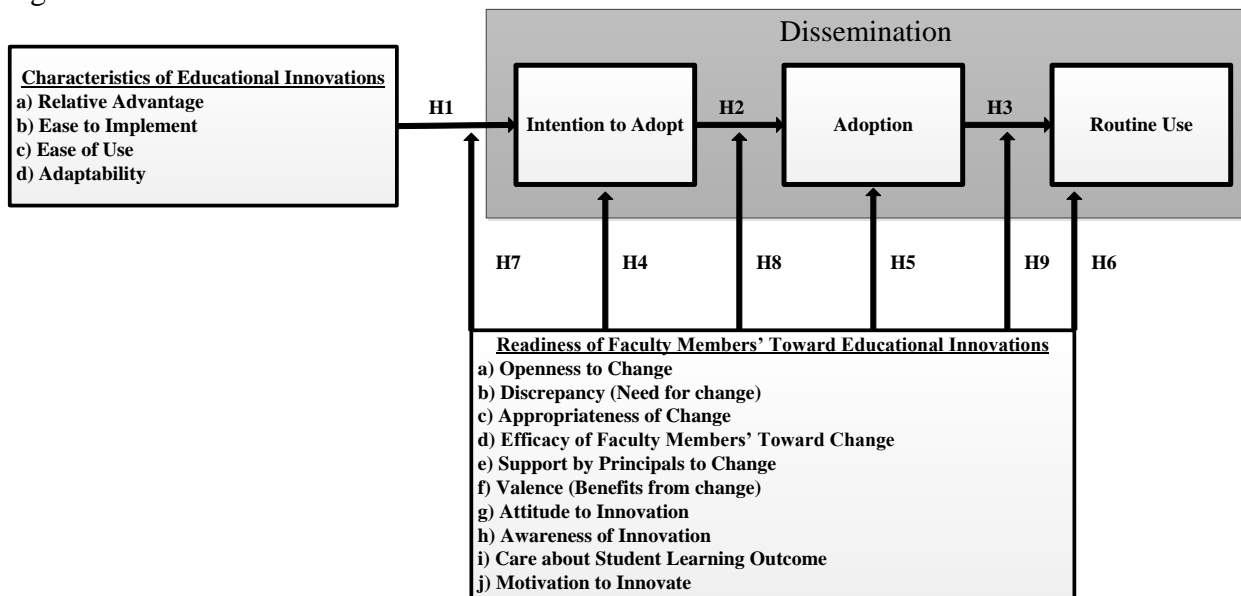 Dissemination
Characteristics of Educational Innovations
a) Relative Advantage
b) Ease to Implement
c) Ease of Use
d) Adaptability
H1
Intention to Adopt
H2
Adoption
H3
Routine Use
H7
H4
H8
H5
H9
H6
Readiness of Faculty Members’ Toward Educational Innovations
a) Openness to Change
b) Discrepancy (Need for change)
c) Appropriateness of Change
d) Efficacy of Faculty Members’ Toward Change
e) Support by Principals to Change
f) Valence (Benefits from change)
g) Attitude to Innovation
h) Awareness of Innovation
i) Care about Student Learning Outcome
j) Motivation to Innovate